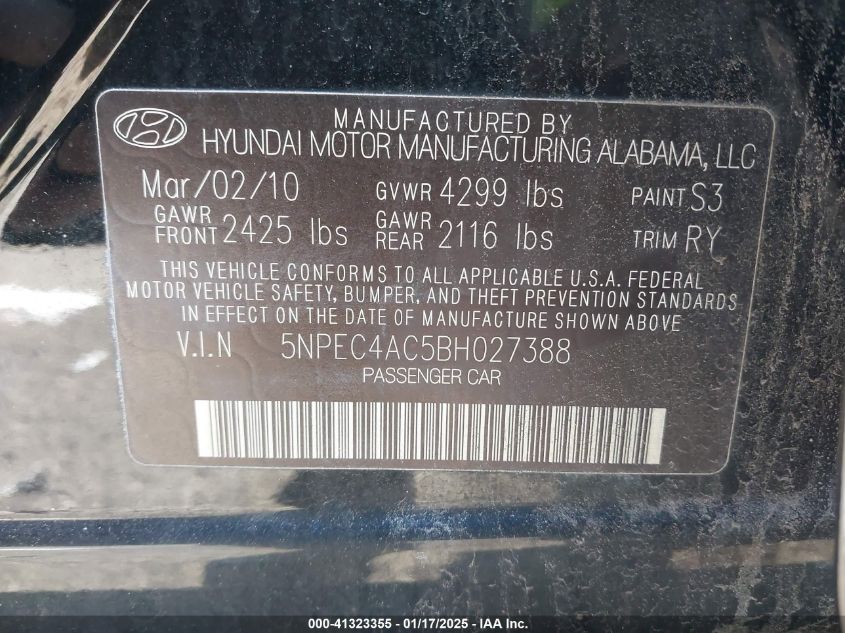 MANUFACTURED BY
HYUNDAI MOTOR MANUFACTURING ALABAMA, LLC
Mar/02/10 GVWR 4299 lbs PAINT S3
GAWR FRONT 2425 lbs GAWR REAR 2116 lbs TRIM RY
THIS VEHICLE CONFORMS TO ALL APPLICABLE U.S.A. FEDERAL
MOTOR VEHICLE SAFETY, BUMPER, AND THEFT PREVENTION STANDARDS
IN EFFECT ON THE DATE OF MANUFACTURE SHOWN ABOVE.
V.I.N 5NPEC4AC5BH027388
PASSENGER CAR
000-41323355 - 01/17/2025 - IAA Inc.